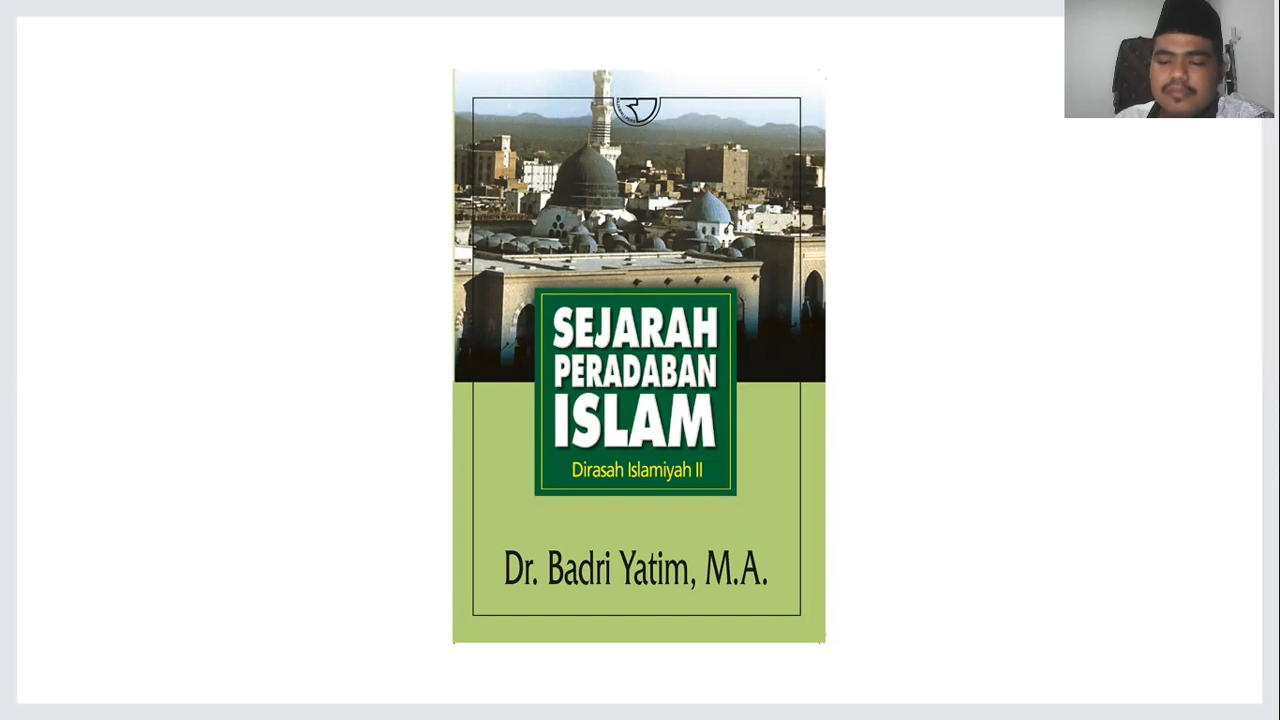 SEJARAH
PERADABAN
ISLAM
Dirasah Islamiyah II
Dr. Badri Yatim, M.A.